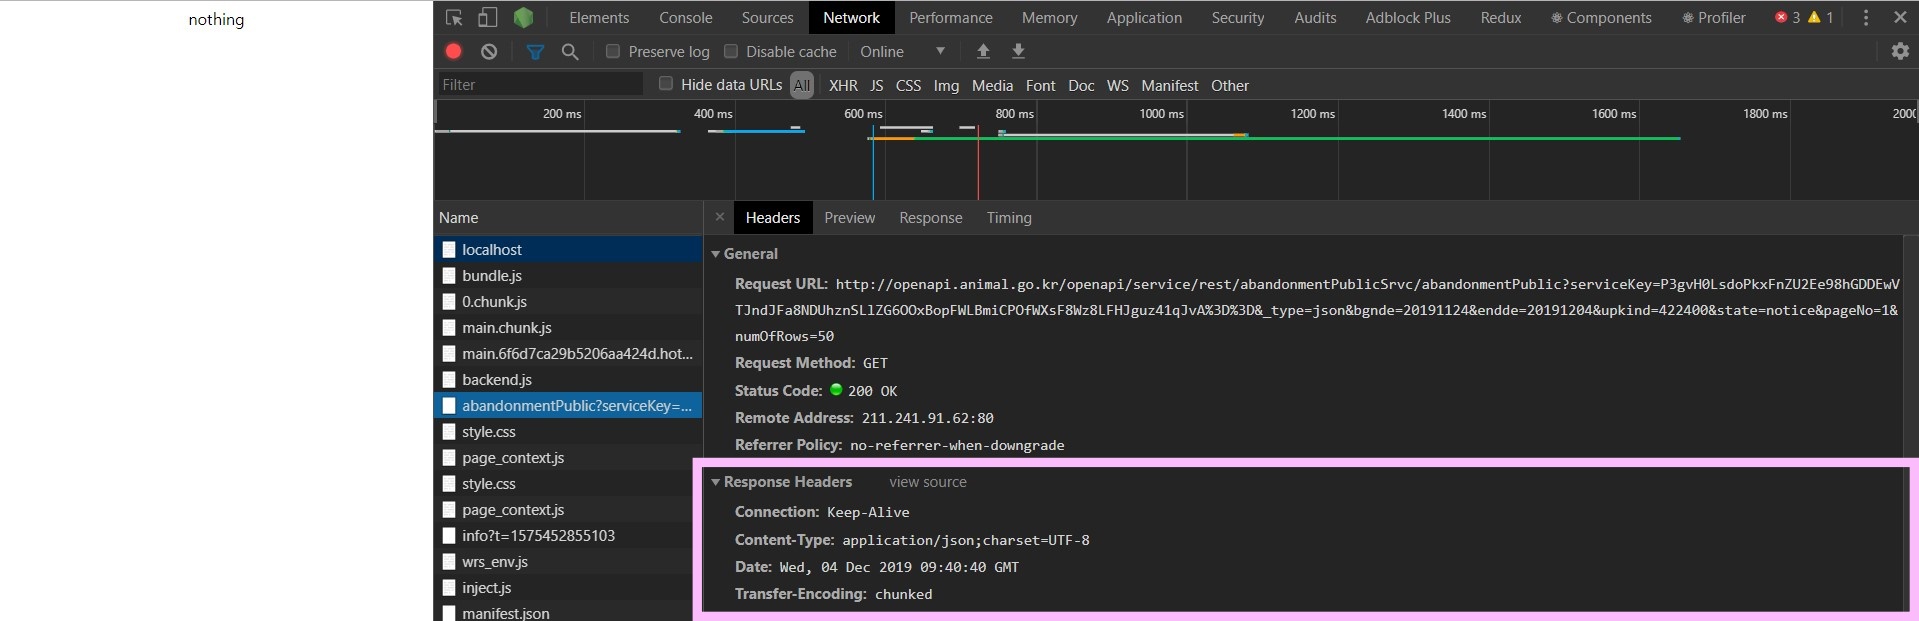 nothing
Elements Console Sources Network Performance Memory Application Security Audits Adblock Plus Redux Components Profiler 3 1
Preserve log Disable cache Online
Filter Hide data URLs All XHR JS CSS Img Media Font Doc WS Manifest Other
200 ms 400 ms 600 ms 800 ms 1000 ms 1200 ms 1400 ms 1600 ms 1800 ms 2000
Name
localhost
bundle.js
0.chunk.js
main.chunk.js
main.6f6d7ca29b5206aa424d.hot...
backend.js
abandonmentPublic?serviceKey=...
style.css
page_context.js
style.css
page_context.js
info?t=1575452855103
wrs_env.js
inject.js
manifest.json
× Headers Preview Response Timing
General
Request URL: http://openapi.animal.go.kr/openapi/service/rest/abandonmentPublicSrvc/abandonmentPublic?serviceKey=P3gvH0LsdoPkxFnZU2Ee98hGDDEwV
TJndJFa8NDUhznSLlZG6OOxBopFWLBmiCPOfWXsF8Wz8LFHJguz41qJvA%3D%3D&_type=json&bgnde=20191124&endde=20191204&upkind=422400&state=notice&pageNo=1&
numOfRows=50
Request Method: GET
Status Code: 200 OK
Remote Address: 211.241.91.62:80
Referrer Policy: no-referrer-when-downgrade
Response Headers view source
Connection: Keep-Alive
Content-Type: application/json;charset=UTF-8
Date: Wed, 04 Dec 2019 09:40:40 GMT
Transfer-Encoding: chunked